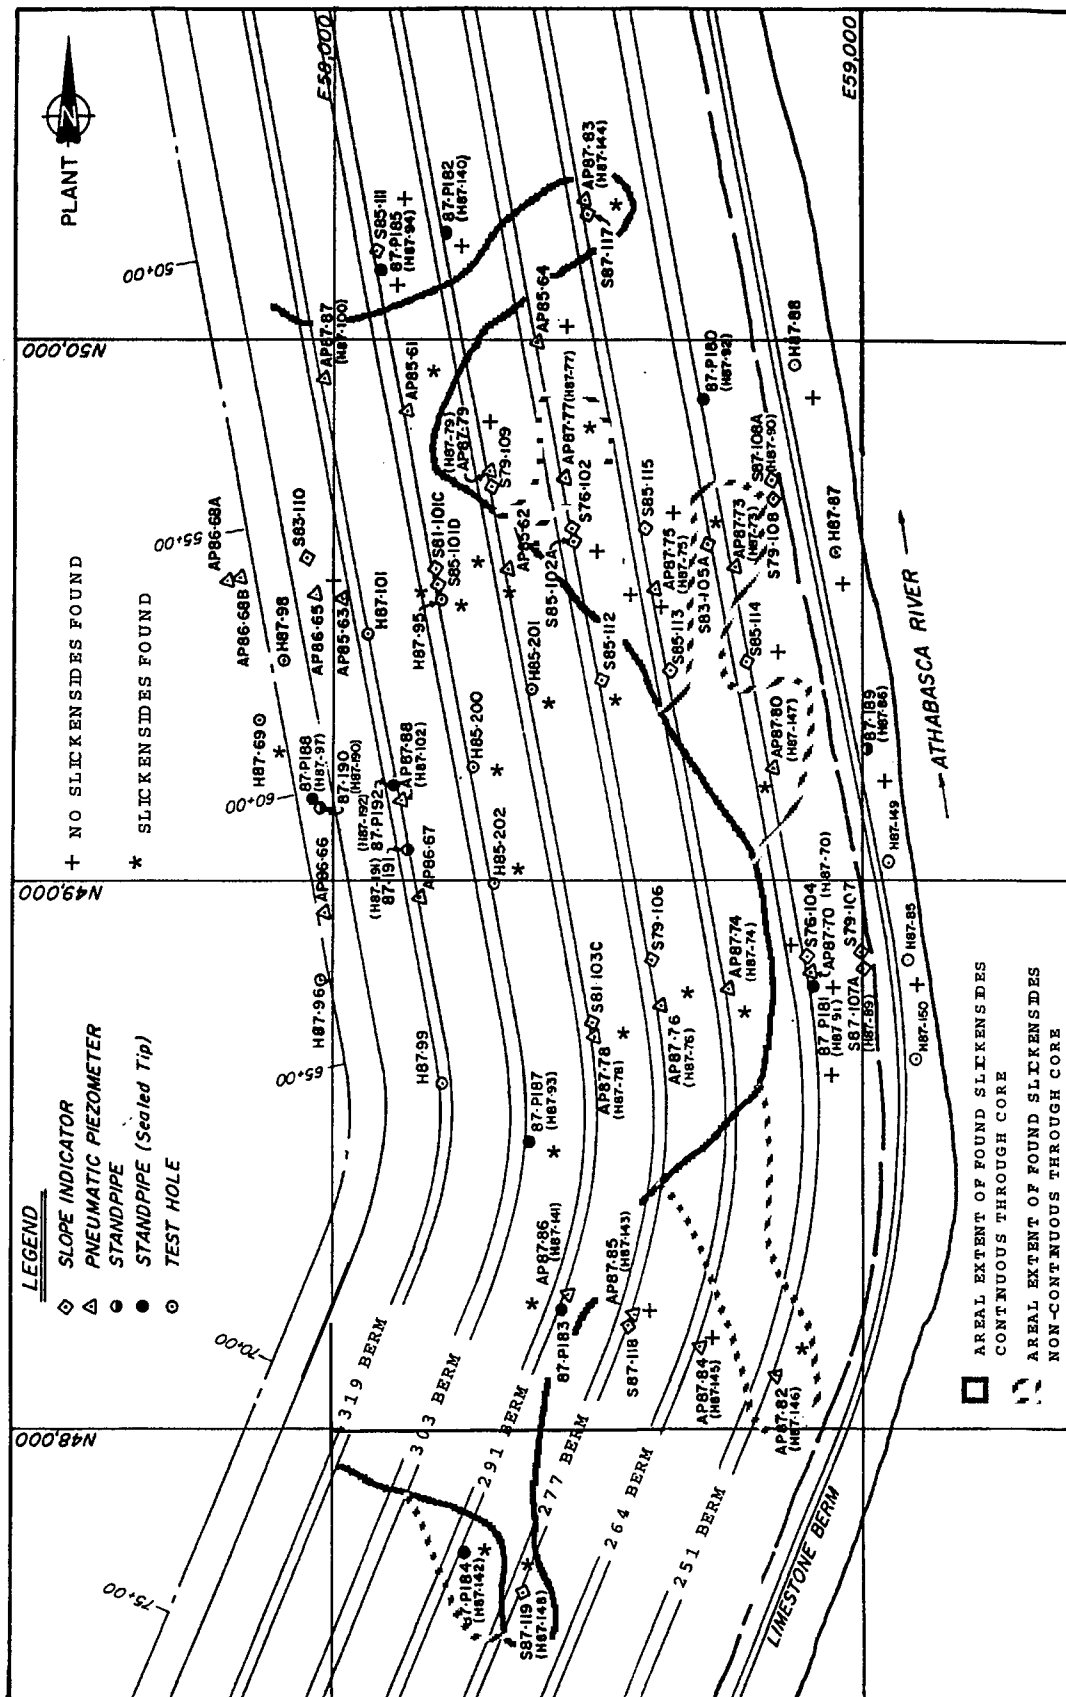 LEGEND
SLOPE INDICATOR
PNEUMATIC PIEZOMETER
STANDPIPE
STANDPIPE (Sealed Tip)
TEST HOLE
+ NO SLICKENSIDES FOUND
* SLICKENSIDES FOUND
PLANT
N
N48,000
N49,000
N50,000
E58,000
E59,000
75+00
70+00
65+00
60+00
55+00
50+00
319 BERM
303 BERM
291 BERM
277 BERM
264 BERM
251 BERM
LIMESTONE BERM
ATHABASCA RIVER
H87-96
AP86-66
H87-69
87-P188
(H87-97)
87-190
(H87-190)
H87-98
AP86-68B
AP86-68A
S83-110
AP86-65
AP85-63
H87-101
AP87-87
(H87-100)
S85-111
87-P185
(H87-94)
87-P182
(H87-140)
AP87-83
(H87-144)
S87-117
H87-99
AP86-67
(H87-191)
87-191
(H87-192)
87-P192
AP87-88
(H87-102)
H87-95
S81-101C
S85-101D
AP85-61
(H87-79)
AP87-79
S79-109
AP85-64
H85-202
H85-200
H85-201
AP85-62
S85-102A
S76-102
AP87-77(H87-77)
87-P187
(H87-93)
AP87-78
(H87-78)
S81-103C
S79-106
AP87-76
(H87-76)
AP87-74
(H87-74)
S85-112
S85-113
AP87-75
(H87-75)
S85-115
S83-105A
AP87-73
(H87-73)
S85-114
S79-108
S87-108A
(H87-90)
87-P180
(H87-92)
H87-88
H87-87
AP87-80
(H87-147)
87-189
(H87-86)
H87-149
H87-85
H87-150
S76-104
AP87-70 (H87-70)
87 P181
(H87 91)
S79-107
S87-107A
(H87-89)
87-P183
AP87-86
(H87-141)
AP87-85
(H87-143)
S87-118
AP87-84
(H87-145)
AP87-82
(H87-146)
87-P184
(H87-142)
S87-119
(H87-148)
AREAL EXTENT OF FOUND SLICKENSIDES
CONTINUOUS THROUGH CORE
AREAL EXTENT OF FOUND SLICKENSIDES
NON-CONTINUOUS THROUGH CORE